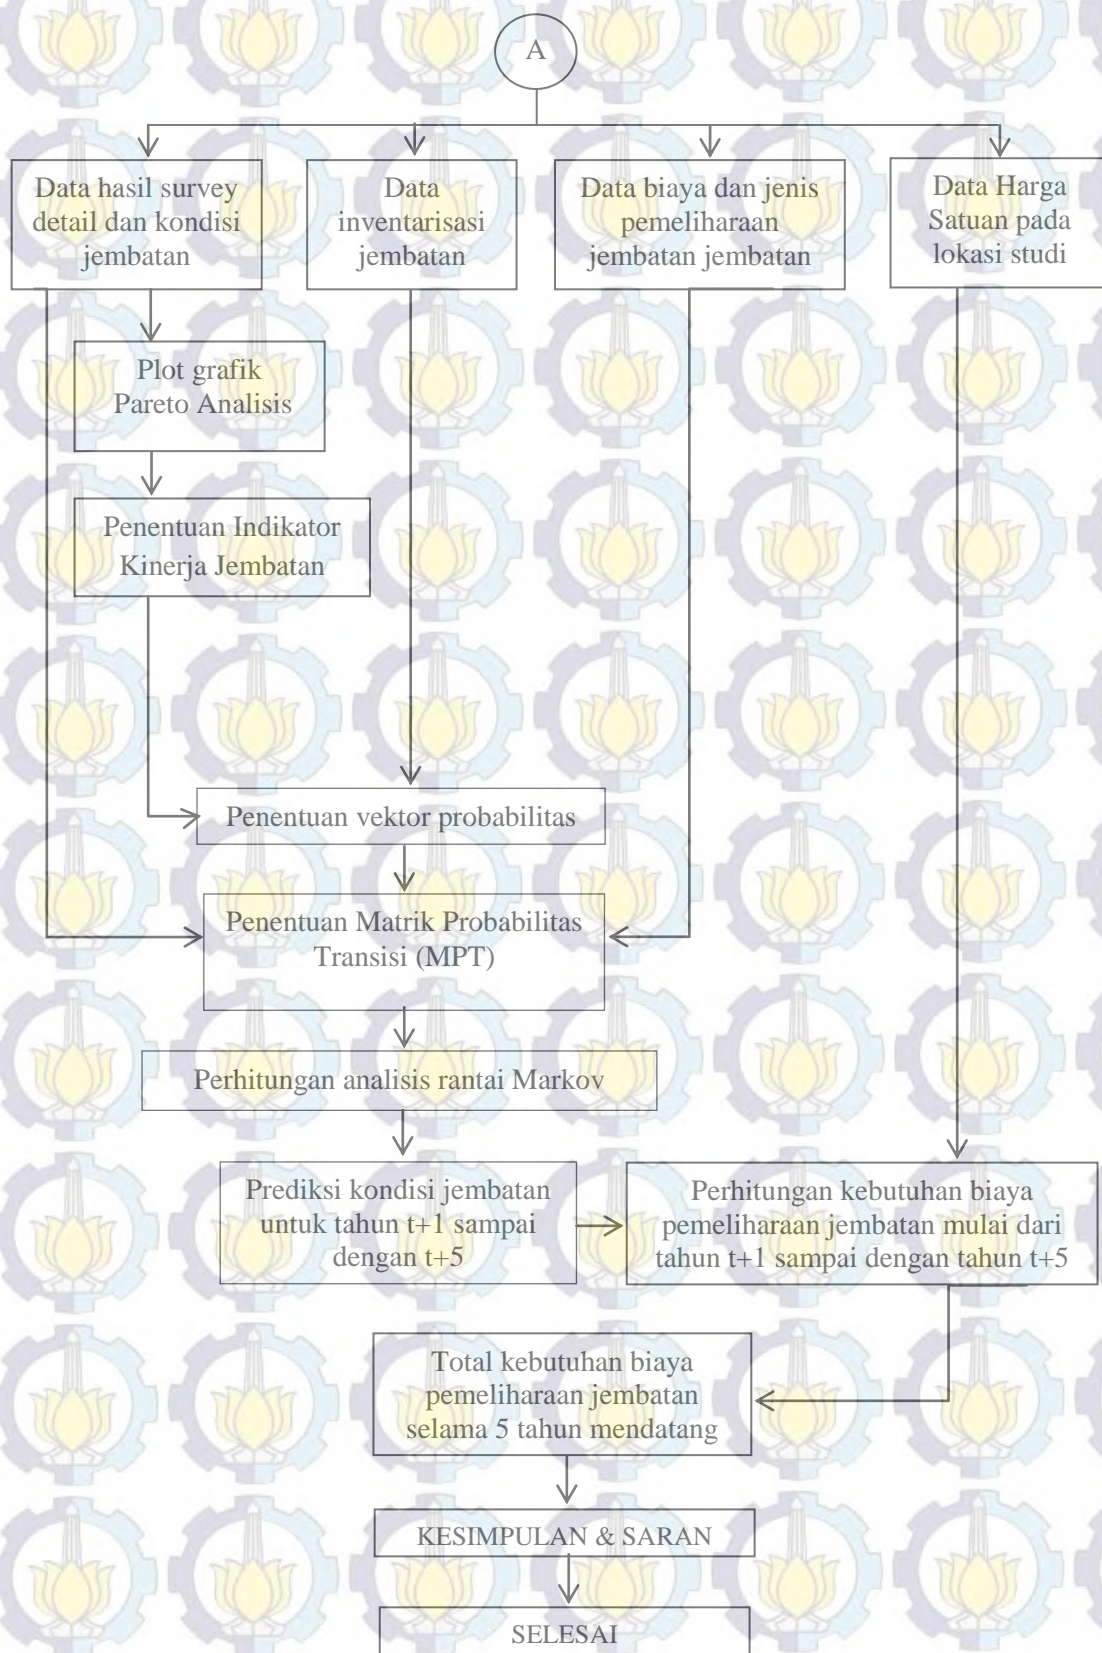 A
Data hasil survey
detail dan kondisi
jembatan
Data
inventarisasi
jembatan
Data biaya dan jenis
pemeliharaan
jembatan jembatan
Data Harga
Satuan pada
lokasi studi
Plot grafik
Pareto Analisis
Penentuan Indikator
Kinerja Jembatan
Penentuan vektor probabilitas
Penentuan Matrik Probabilitas
Transisi (MPT)
Perhitungan analisis rantai Markov
Prediksi kondisi jembatan
untuk tahun t+1 sampai
dengan t+5
Perhitungan kebutuhan biaya
pemeliharaan jembatan mulai dari
tahun t+1 sampai dengan tahun t+5
Total kebutuhan biaya
pemeliharaan jembatan
selama 5 tahun mendatang
KESIMPULAN & SARAN
SELESAI